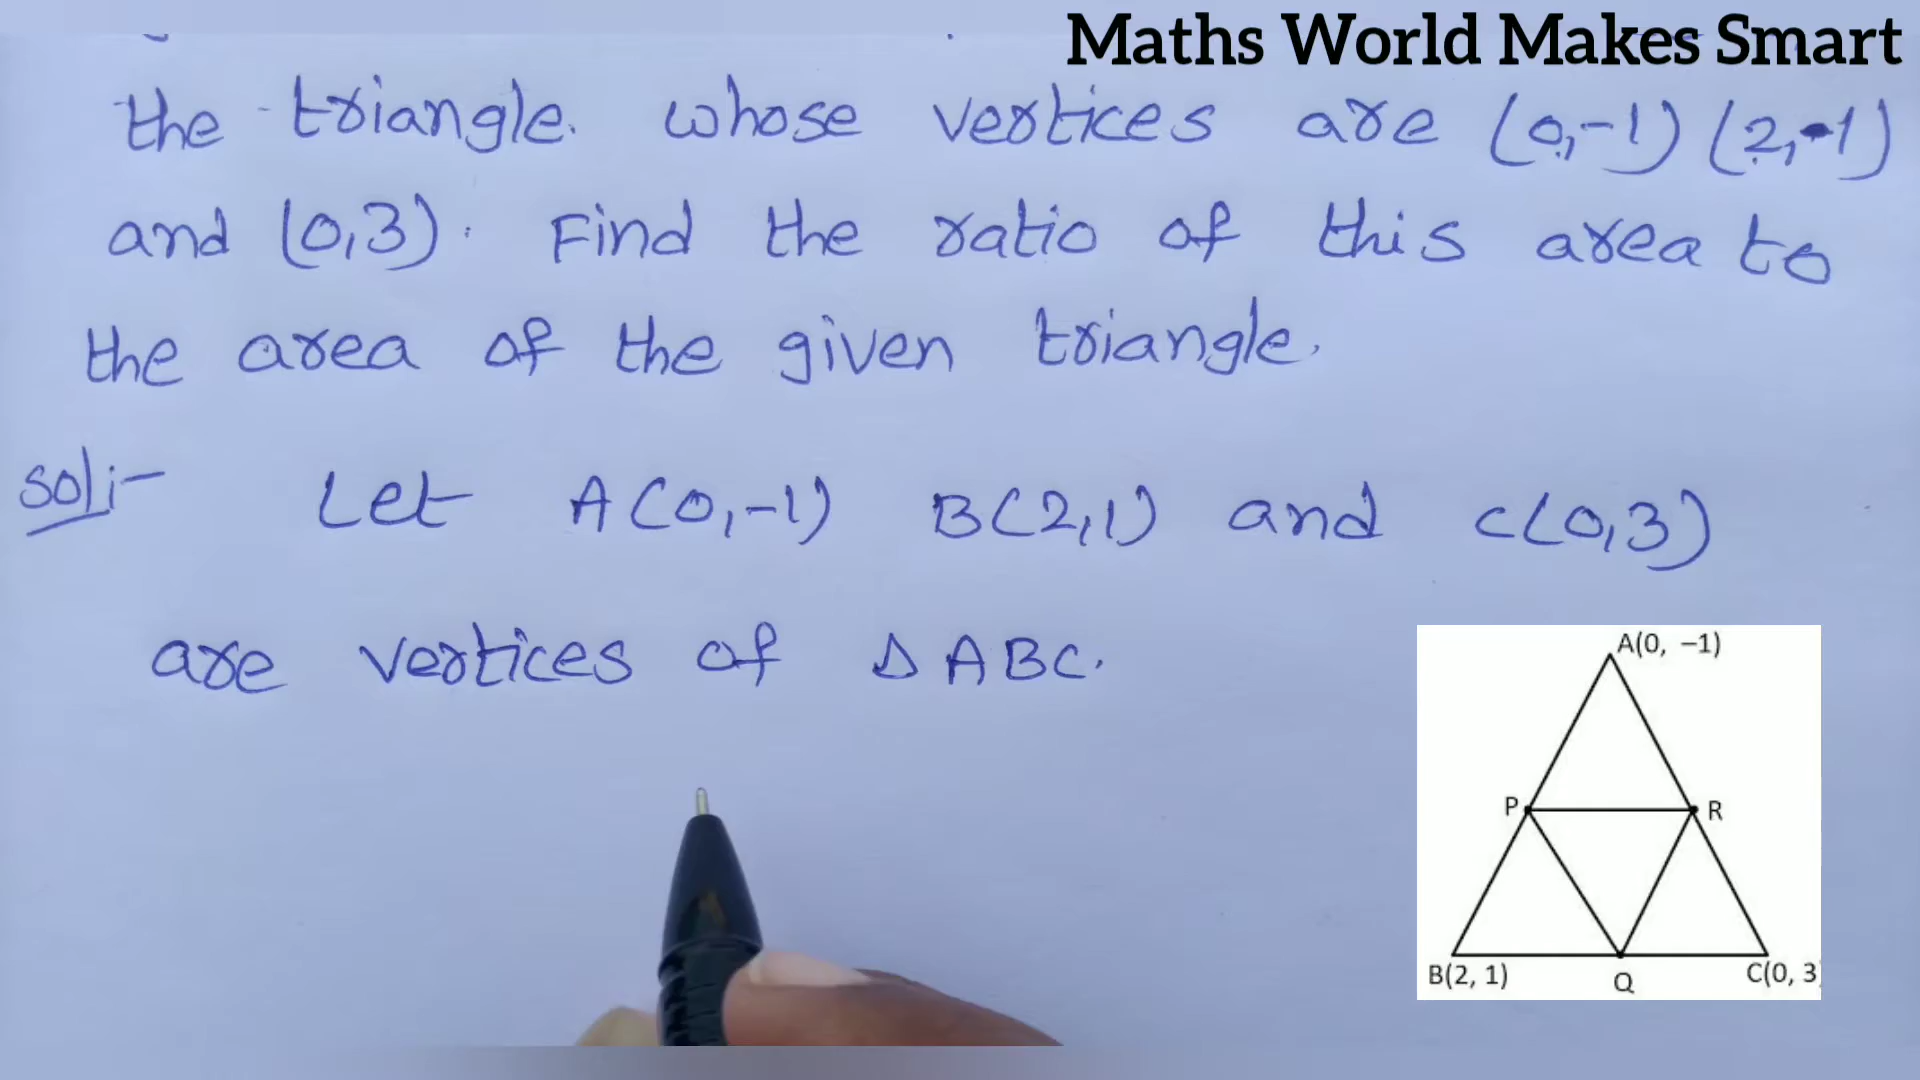 Maths World Makes Smart
the triangle. whose vertices are (0,-1) (2,1)
and (0,3). Find the ratio of this area to
the area of the given triangle.
sol:- Let A(0,-1) B(2,1) and C(0,3)
are vertices of Δ ABC.
A(0, −1)
P R
B(2, 1) Q C(0, 3